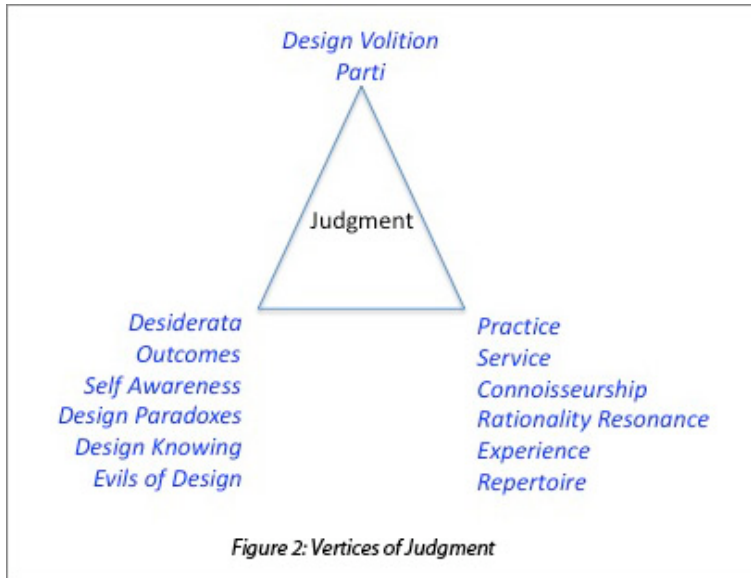 Design Volition
Parti
Judgment
Desiderata
Outcomes
Self Awareness
Design Paradoxes
Design Knowing
Evils of Design
Practice
Service
Connoisseurship
Rationality Resonance
Experience
Repertoire
Figure 2: Vertices of Judgment